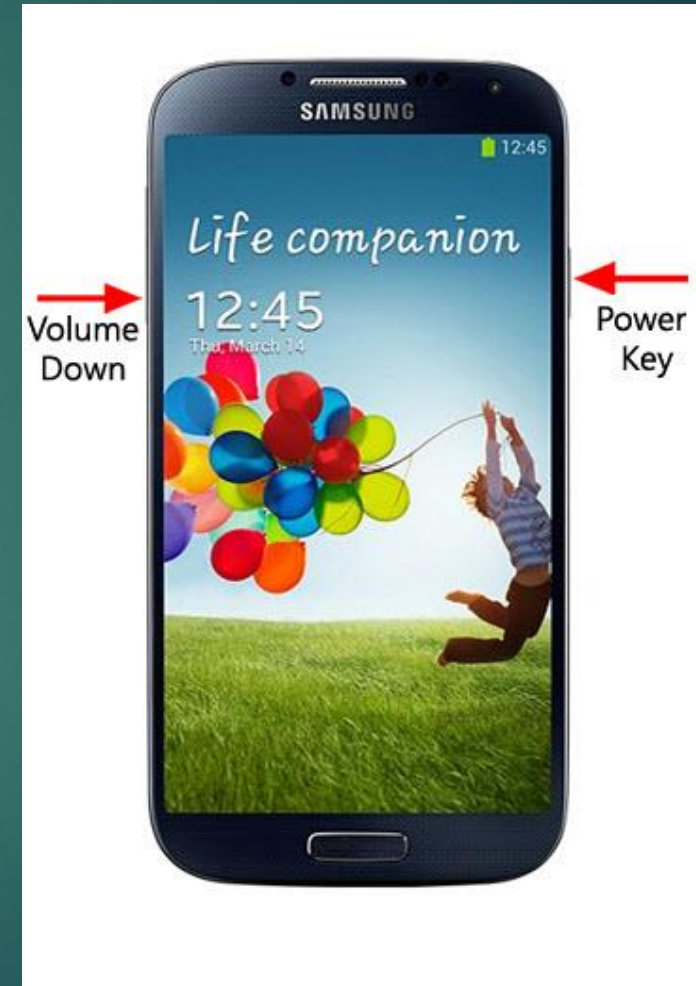 SAMSUNG
12:45
Life companion
12:45
Thu, March 14
Volume
Down
Power
Key